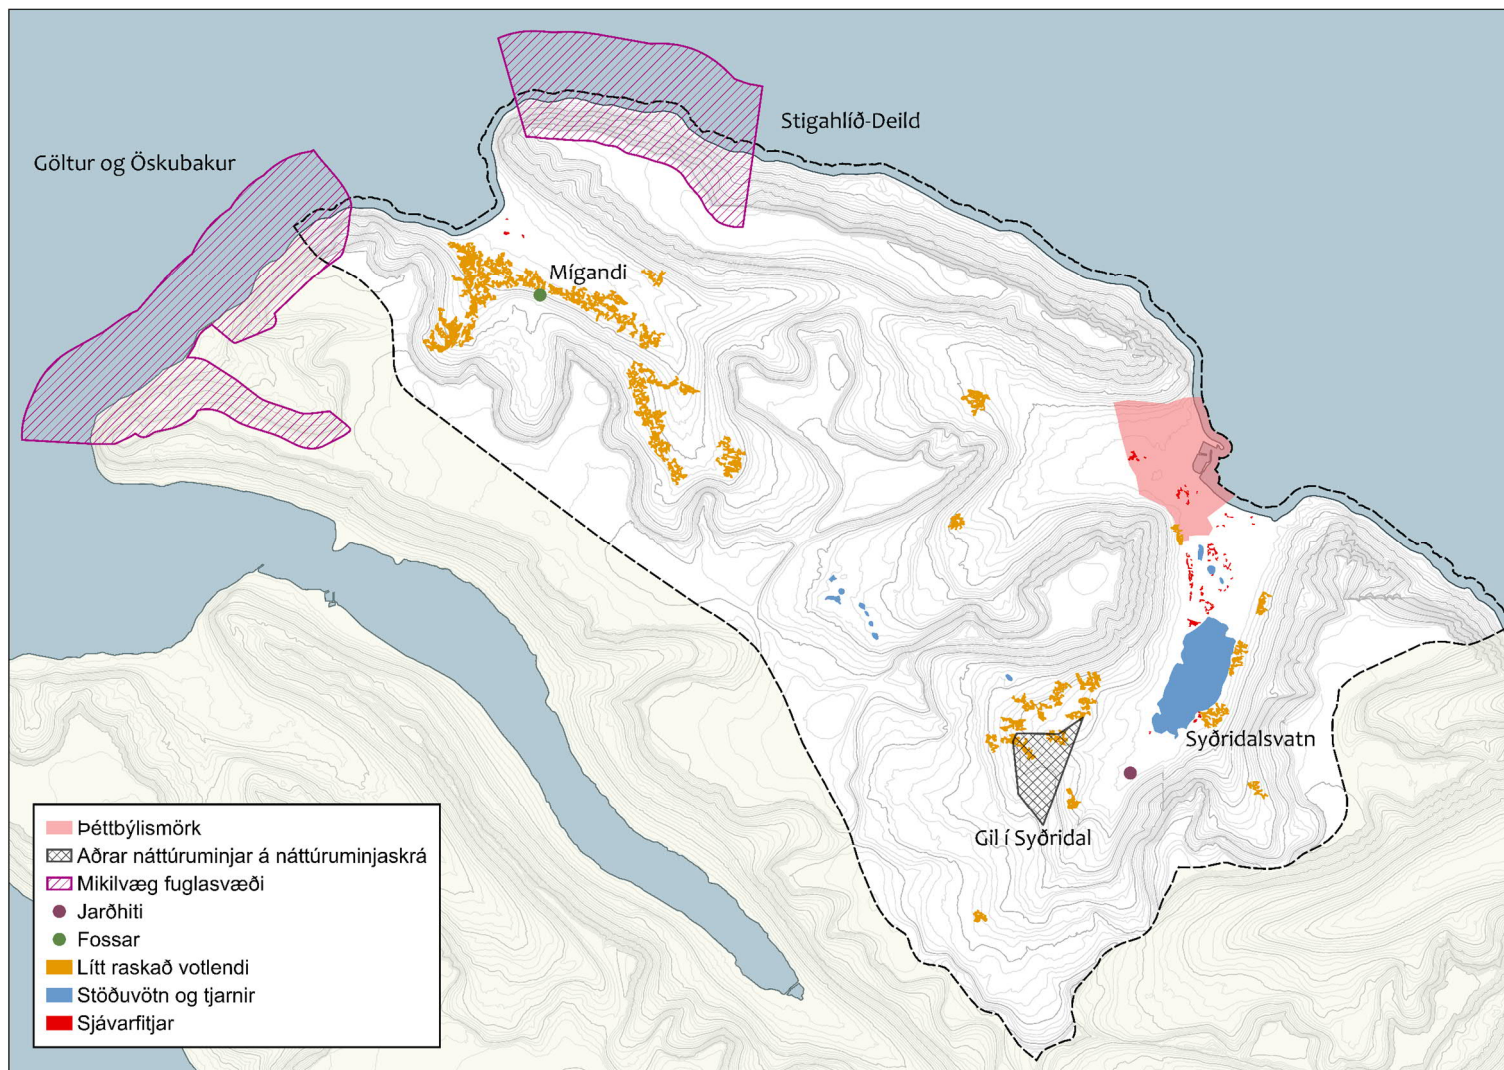 Stigahlíð-Deild
Göltur og Öskubakur
Mígandi
Syðridalsvatn
Gil í Syðridal
Þéttbýlismörk
Aðrar náttúruminjar á náttúruminjaskrá
Mikilvæg fuglasvæði
Jarðhiti
Fossar
Lítt raskað votlendi
Stöðuvötn og tjarnir
Sjávarfitjar